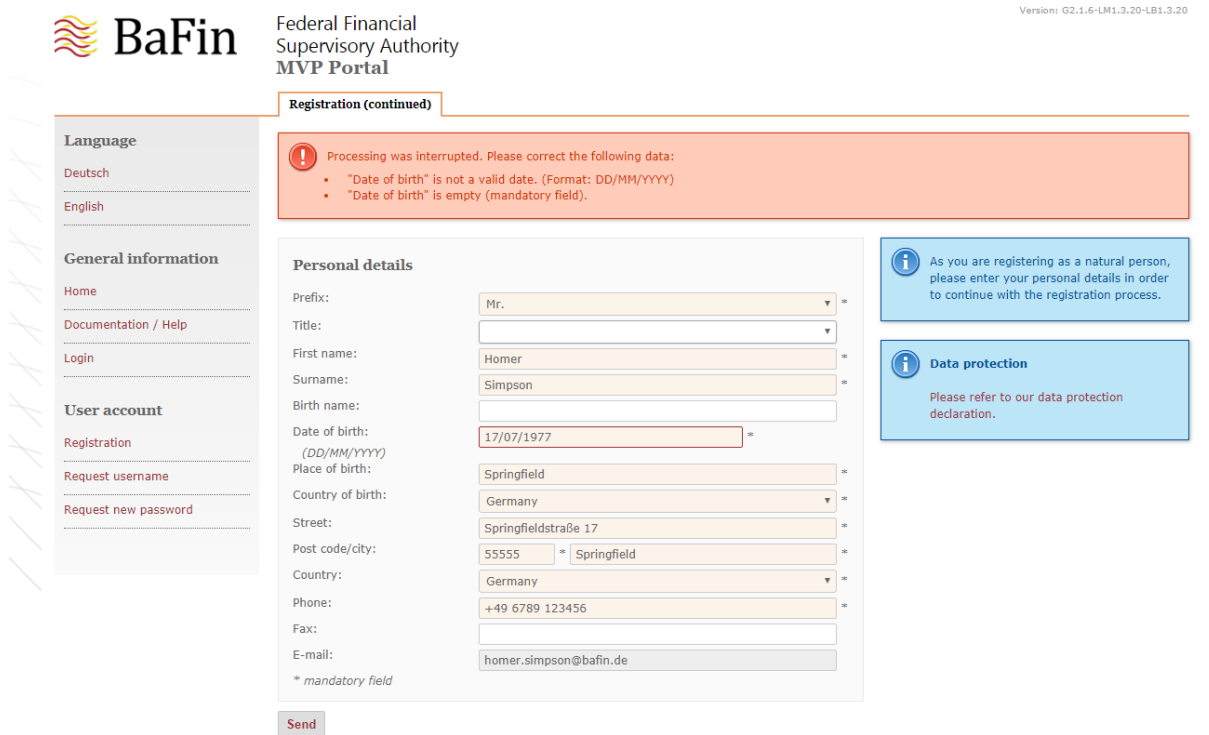 Version: G2.1.6-LM1.3.20-LB1.3.20
BaFin
Federal Financial
Supervisory Authority
MVP Portal
Registration (continued)
Language
Deutsch
English
General information
Home
Documentation / Help
Login
User account
Registration
Request username
Request new password
Processing was interrupted. Please correct the following data:
• "Date of birth" is not a valid date. (Format: DD/MM/YYYY)
• "Date of birth" is empty (mandatory field).
Personal details
Prefix: Mr. *
Title:
First name: Homer *
Surname: Simpson *
Birth name:
Date of birth: 17/07/1977 *
(DD/MM/YYYY)
Place of birth: Springfield *
Country of birth: Germany *
Street: Springfieldstraße 17 *
Post code/city: 55555 * Springfield *
Country: Germany *
Phone: +49 6789 123456 *
Fax:
E-mail: homer.simpson@bafin.de
* mandatory field
Send
As you are registering as a natural person,
please enter your personal details in order
to continue with the registration process.
Data protection
Please refer to our data protection
declaration.